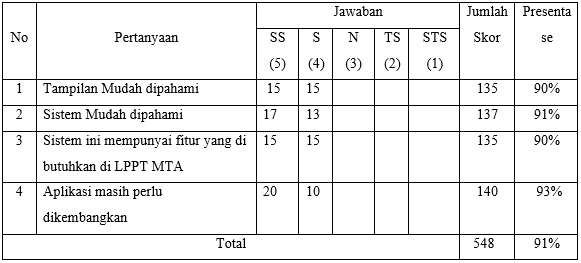 No Pertanyaan Jawaban Jumlah Skor Presenta se
SS (5) S (4) N (3) TS (2) STS (1)
1 Tampilan Mudah dipahami 15 15 135 90%
2 Sistem Mudah dipahami 17 13 137 91%
3 Sistem ini mempunyai fitur yang di 15 15 135 90%
butuhkan di LPPT MTA
4 Aplikasi masih perlu 20 10 140 93%
dikembangkan
Total 548 91%